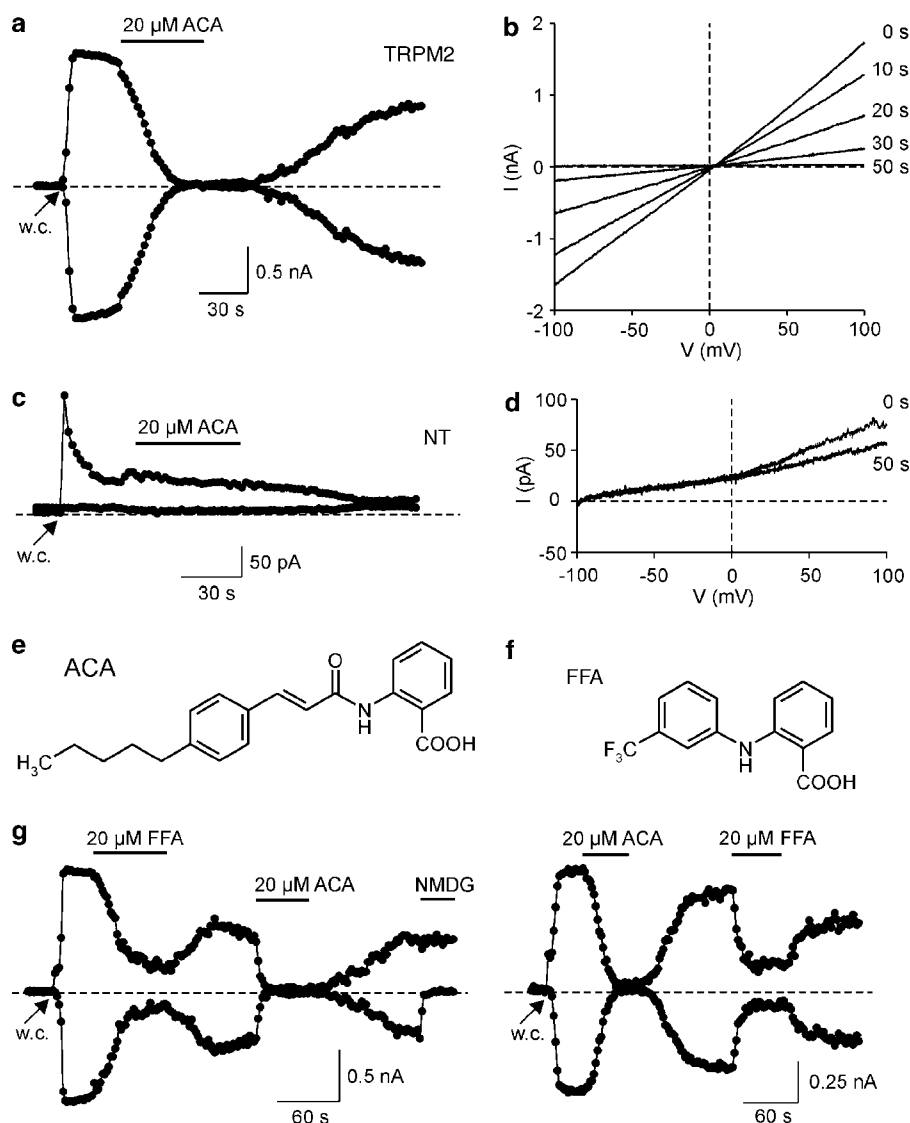 a
20 µM ACA
TRPM2
w.c.
0.5 nA
30 s
b
I (nA)
2
1
0
-1
-2
-100
-50
0
50
100
V (mV)
0 s
10 s
20 s
30 s
50 s
c
20 µM ACA
NT
w.c.
50 pA
30 s
d
I (pA)
100
50
0
-50
-100
-50
0
50
100
V (mV)
0 s
50 s
e
ACA
O
N
H
COOH
H3C
f
FFA
F3C
N
H
COOH
g
20 µM FFA
20 µM ACA
NMDG
w.c.
0.5 nA
60 s
20 µM ACA
20 µM FFA
w.c.
0.25 nA
60 s